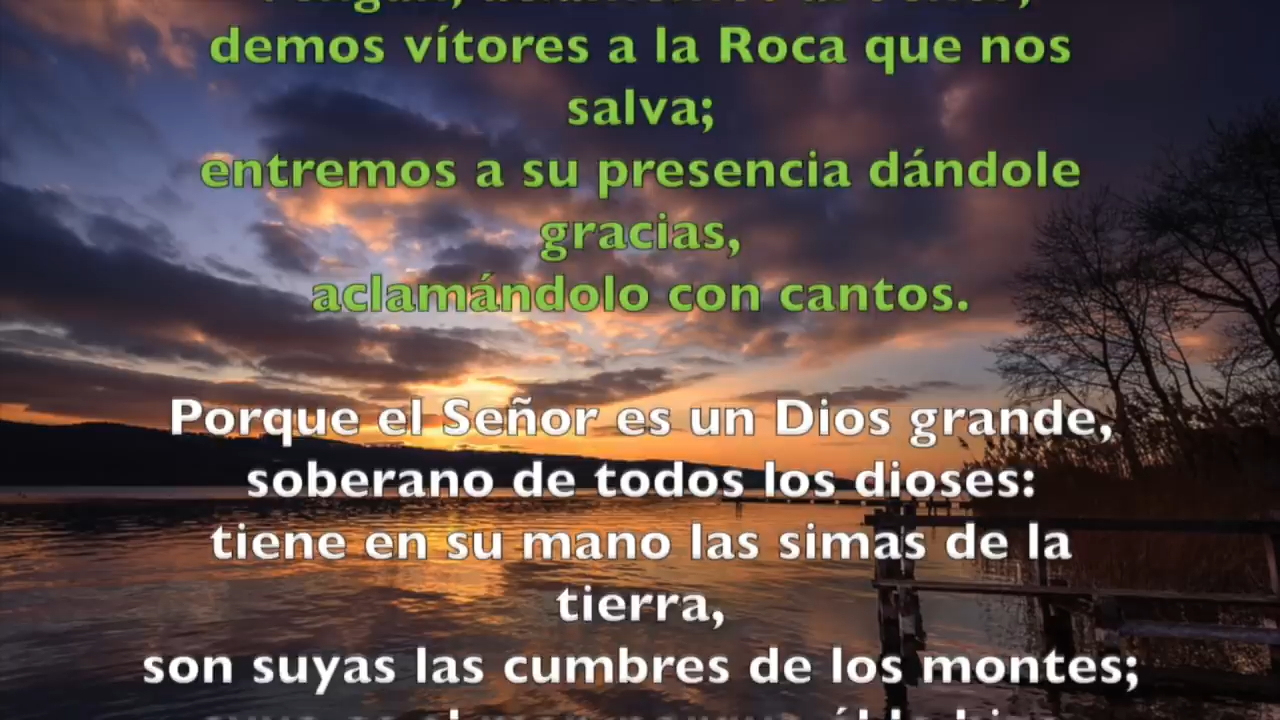 demos vítores a la Roca que nos
salva;
entremos a su presencia dándole
gracias,
aclamándolo con cantos.
Porque el Señor es un Dios grande,
soberano de todos los dioses:
tiene en su mano las simas de la
tierra,
son suyas las cumbres de los montes;